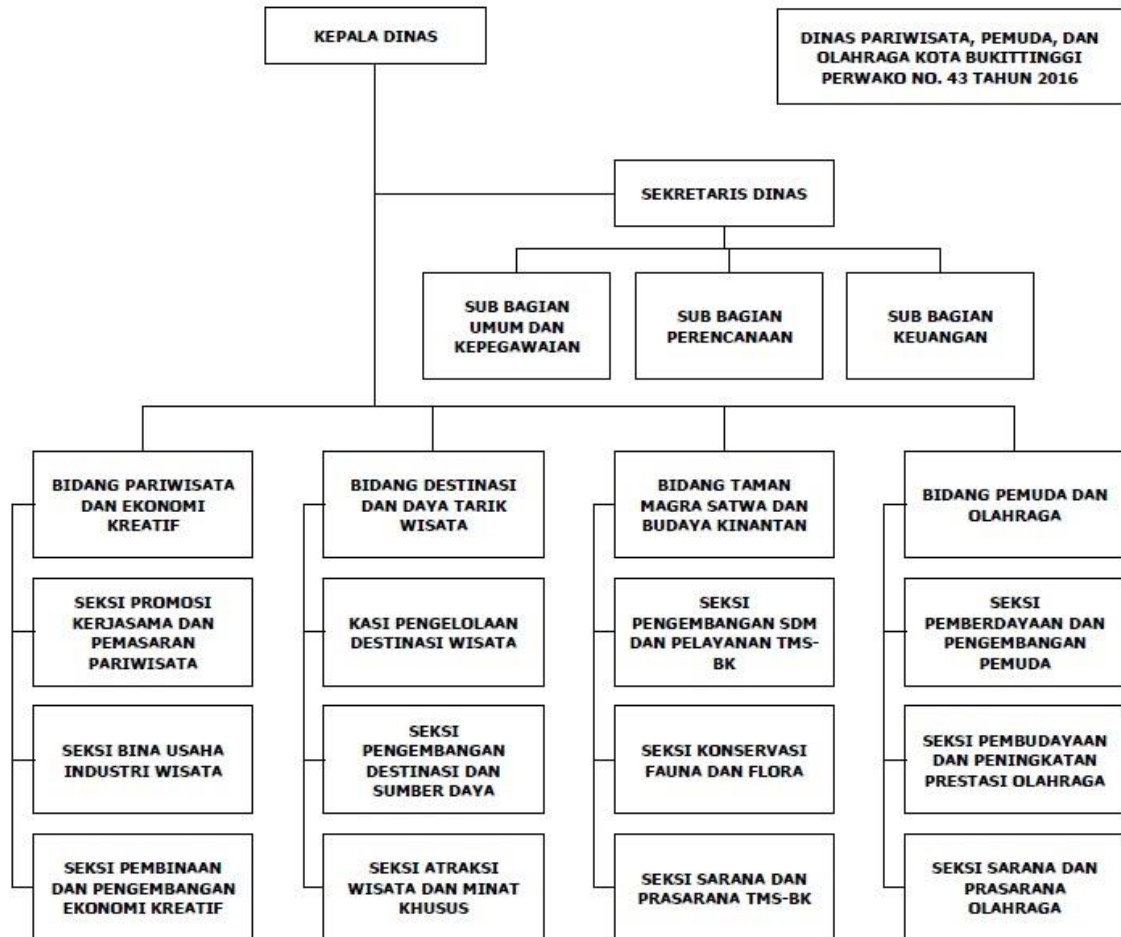 KEPALA DINAS
DINAS PARIWISATA, PEMUDA, DAN
OLAHRAGA KOTA BUKITTINGGI
PERWAKO NO. 43 TAHUN 2016
SEKRETARIS DINAS
SUB BAGIAN
UMUM DAN
KEPEGAWAIAN
SUB BAGIAN
PERENCANAAN
SUB BAGIAN
KEUANGAN
BIDANG PARIWISATA
DAN EKONOMI
KREATIF
BIDANG DESTINASI
DAN DAYA TARIK
WISATA
BIDANG TAMAN
MAGRA SATWA DAN
BUDAYA KINANTAN
BIDANG PEMUDA DAN
OLAHRAGA
SEKSI PROMOSI
KERJASAMA DAN
PEMASARAN
PARIWISATA
KASI PENGELOLAAN
DESTINASI WISATA
SEKSI
PENGEMBANGAN SDM
DAN PELAYANAN TMS-
BK
SEKSI
PEMBERDAYAAN DAN
PENGEMBANGAN
PEMUDA
SEKSI BINA USAHA
INDUSTRI WISATA
SEKSI
PENGEMBANGAN
DESTINASI DAN
SUMBER DAYA
SEKSI KONSERVASI
FAUNA DAN FLORA
SEKSI PEMBUDAYAAN
DAN PENINGKATAN
PRESTASI OLAHRAGA
SEKSI PEMBINAAN
DAN PENGEMBANGAN
EKONOMI KREATIF
SEKSI ATRAKSI
WISATA DAN MINAT
KHUSUS
SEKSI SARANA DAN
PRASARANA TMS-BK
SEKSI SARANA DAN
PRASARANA
OLAHRAGA